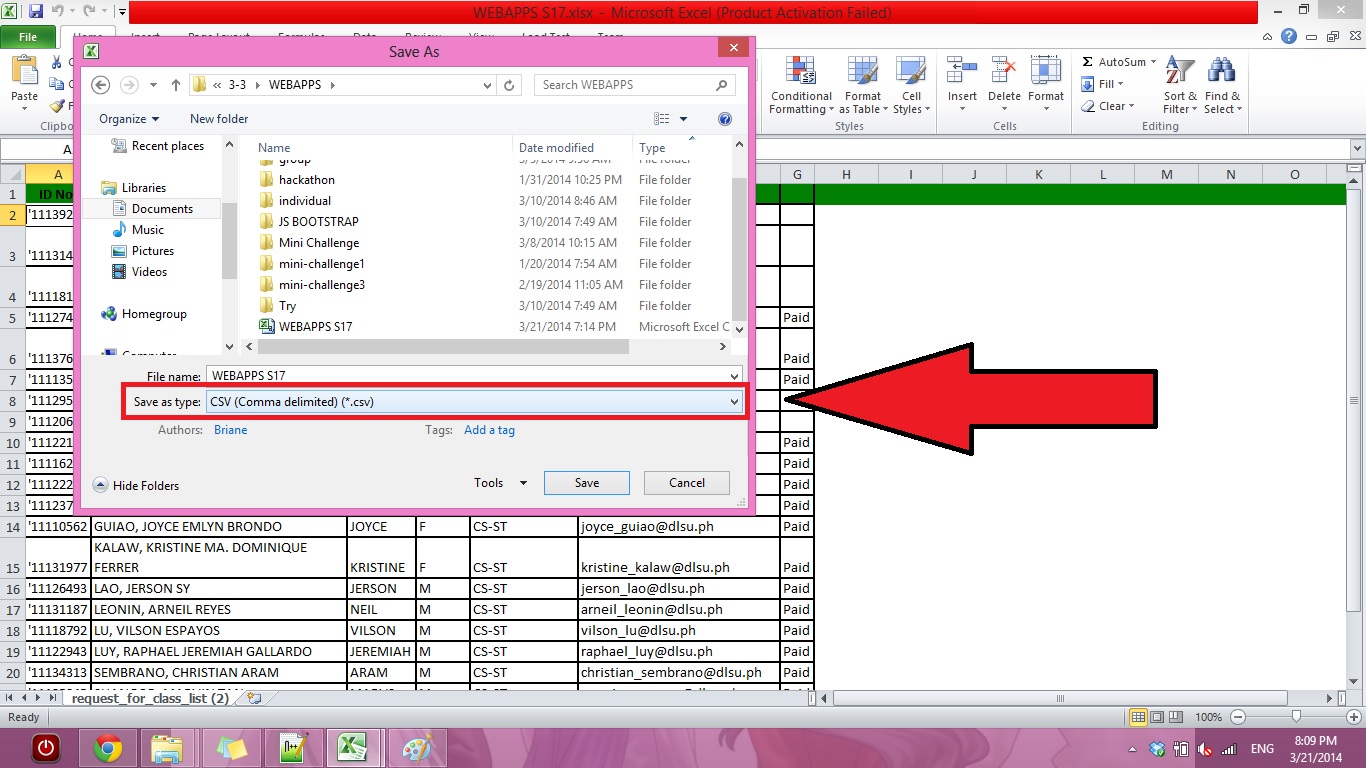 WEBAPPS S17.xlsx - Microsoft Excel (Product Activation Failed)
File
Paste
Conditional Formatting
Format as Table
Cell Styles
Insert
Delete
Format
AutoSum
Fill
Clear
Sort & Filter
Find & Select
Styles
Cells
Editing
Save As
« 3-3 WEBAPPS
Search WEBAPPS
Organize
New folder
Recent places
Libraries
Documents
Music
Pictures
Videos
Homegroup
Name Date modified Type
group 3/3/2014 9:50 AM File folder
hackathon 1/31/2014 10:25 PM File folder
individual 3/10/2014 8:46 AM File folder
JS BOOTSTRAP 3/10/2014 7:49 AM File folder
Mini Challenge 3/8/2014 10:15 AM File folder
mini-challenge1 1/20/2014 7:54 AM File folder
mini-challenge3 2/19/2014 11:05 AM File folder
Try 3/10/2014 7:49 AM File folder
WEBAPPS S17 3/21/2014 7:14 PM Microsoft Excel C
File name: WEBAPPS S17
Save as type: CSV (Comma delimited) (*.csv)
Authors: Briane Tags: Add a tag
Hide Folders
Tools
Save
Cancel
A G H I J K L M N O
1 ID No
2 '111392
3 '111314
4 '111181
5 '111274 Paid
6 '111376 Paid
7 '111135 Paid
8 '111295
9 '111206
10 '111221 Paid
11 '111162 Paid
12 '111222 Paid
13 '111237 Paid
14 '11110562 GUIAO, JOYCE EMLYN BRONDO JOYCE F CS-ST joyce_guiao@dlsu.ph Paid
KALAW, KRISTINE MA. DOMINIQUE
15 '11131977 FERRER KRISTINE F CS-ST kristine_kalaw@dlsu.ph Paid
16 '11126493 LAO, JERSON SY JERSON M CS-ST jerson_lao@dlsu.ph Paid
17 '11131187 LEONIN, ARNEIL REYES NEIL M CS-ST arneil_leonin@dlsu.ph Paid
18 '11118792 LU, VILSON ESPAYOS VILSON M CS-ST vilson_lu@dlsu.ph Paid
19 '11122943 LUY, RAPHAEL JEREMIAH GALLARDO JEREMIAH M CS-ST raphael_luy@dlsu.ph Paid
20 '11134313 SEMBRANO, CHRISTIAN ARAM ARAM M CS-ST christian_sembrano@dlsu.ph Paid
request_for_class_list (2)
Ready
100%
ENG
8:09 PM
3/21/2014